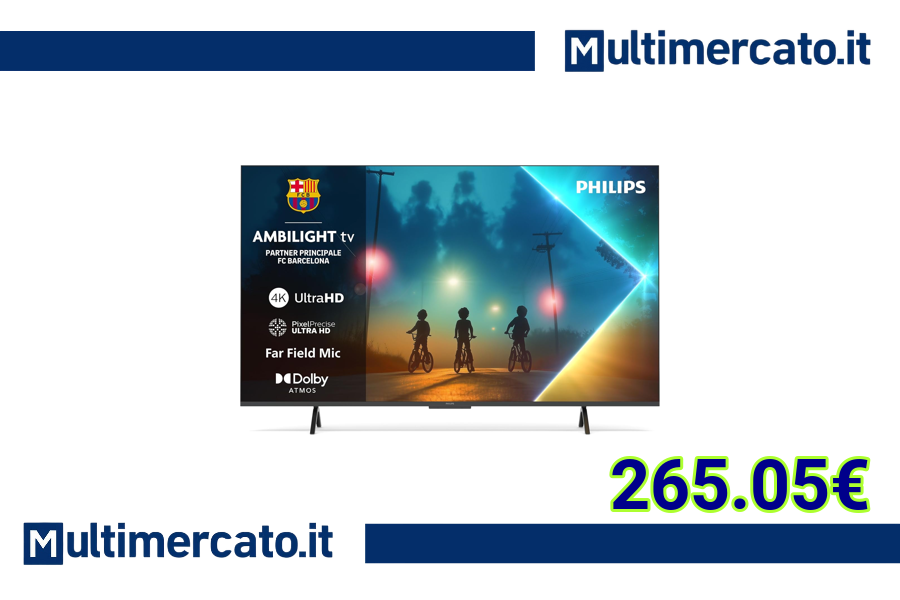 Multimercato.it
PHILIPS
FCB
AMBILIGHT tv
PARTNER PRINCIPALE
FC BARCELONA
4K UltraHD
PixelPrecise
ULTRA HD
Far Field Mic
Dolby
ATMOS
265.05€
Multimercato.it